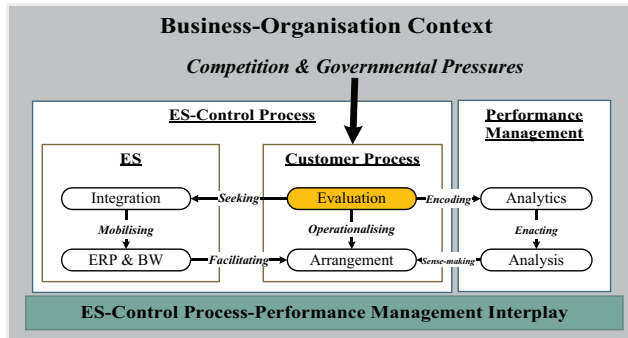 Business-Organisation Context
Competition & Governmental Pressures
ES-Control Process
Performance
Management
ES
Customer Process
Integration
Seeking
Evaluation
Encoding
Analytics
Mobilising
Operationalising
Enacting
ERP & BW
Facilitating
Arrangement
Sense-making
Analysis
ES-Control Process-Performance Management Interplay